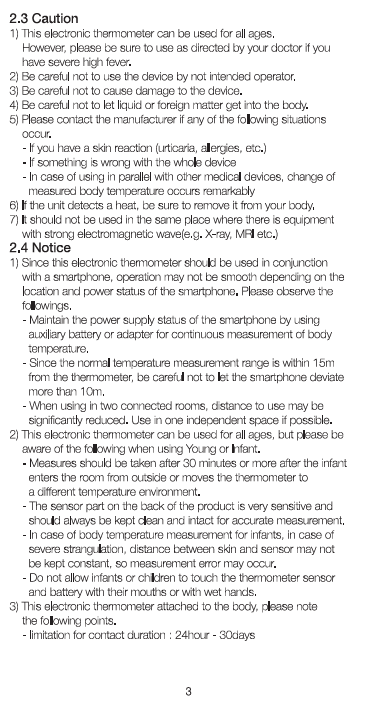 2.3 Caution
1) This electronic thermometer can be used for all ages.
However, please be sure to use as directed by your doctor if you
have severe high fever.
2) Be careful not to use the device by not intended operator.
3) Be careful not to cause damage to the device.
4) Be careful not to let liquid or foreign matter get into the body.
5) Please contact the manufacturer if any of the following situations
occur.
- If you have a skin reaction (urticaria, allergies, etc.)
- If something is wrong with the whole device
- In case of using in parallel with other medical devices, change of
measured body temperature occurs remarkably
6) If the unit detects a heat, be sure to remove it from your body,
7) It should not be used in the same place where there is equipment
with strong electromagnetic wave(e.g. X-ray, MRI etc.)
2.4 Notice
1) Since this electronic thermometer should be used in conjunction
with a smartphone, operation may not be smooth depending on the
location and power status of the smartphone. Please observe the
followings.
- Maintain the power supply status of the smartphone by using
auxiliary battery or adapter for continuous measurement of body
temperature.
- Since the normal temperature measurement range is within 15m
from the thermometer, be careful not to let the smartphone deviate
more than 10m.
- When using in two connected rooms, distance to use may be
significantly reduced. Use in one independent space if possible.
2) This electronic thermometer can be used for all ages, but please be
aware of the following when using Young or Infant.
- Measures should be taken after 30 minutes or more after the infant
enters the room from outside or moves the thermometer to
a different temperature environment.
- The sensor part on the back of the product is very sensitive and
should always be kept clean and intact for accurate measurement.
- In case of body temperature measurement for infants, in case of
severe strangulation, distance between skin and sensor may not
be kept constant, so measurement error may occur.
- Do not allow infants or children to touch the thermometer sensor
and battery with their mouths or with wet hands.
3) This electronic thermometer attached to the body, please note
the following points.
- limitation for contact duration : 24hour - 30days
3